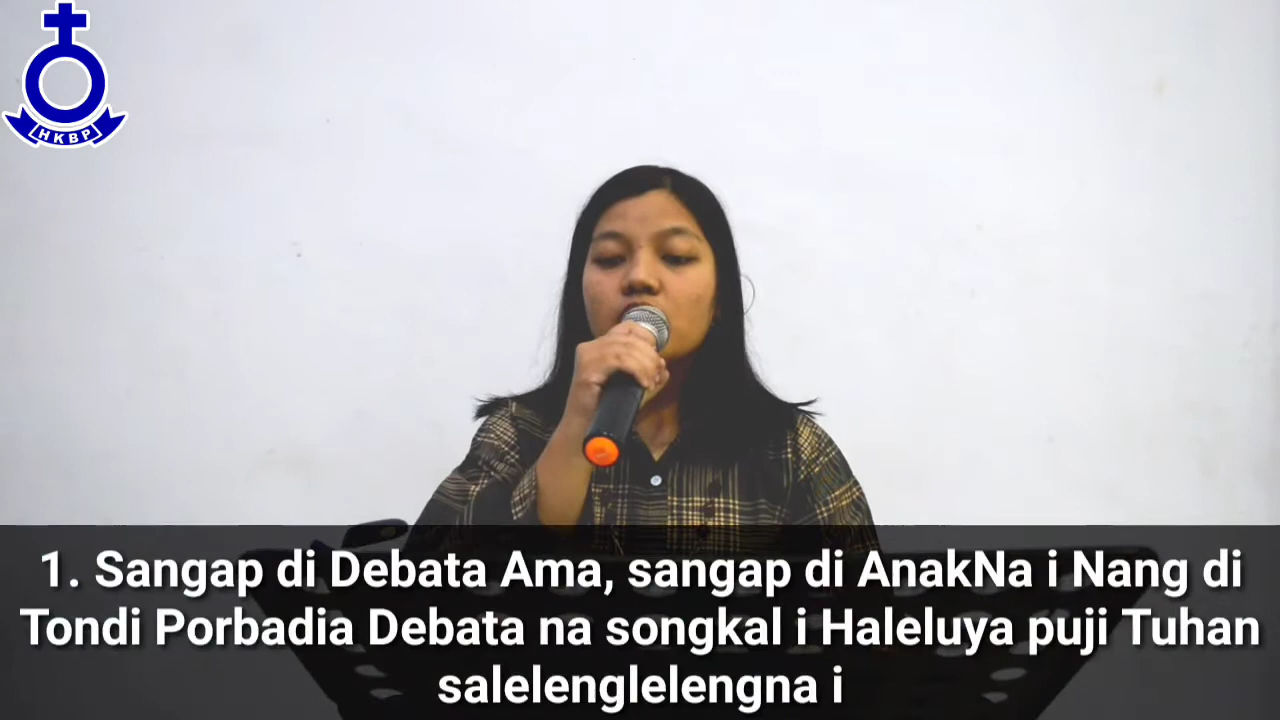 HKBP
1. Sangap di Debata Ama, sangap di AnakNa i Nang di
Tondi Porbadia Debata na songkal i Haleluya puji Tuhan
salelenglelengna i